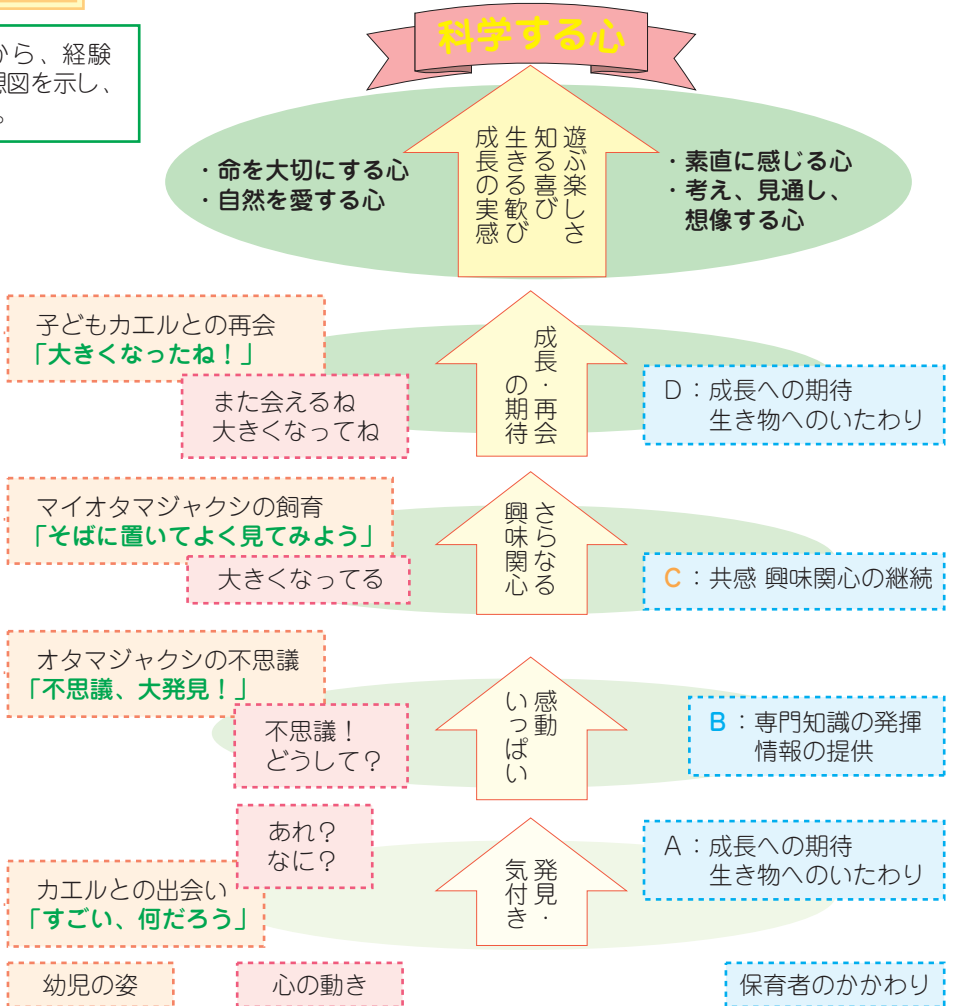 科学する心
から、経験
想図を示し、
。
・命を大切にする心
・自然を愛する心
遊ぶ楽しさ
知る喜び
生きる歓び
成長の実感
・素直に感じる心
・考え、見通し、
想像する心
子どもカエルとの再会
「大きくなったね！」
また会えるね
大きくなってね
成長・再会
の期待
D：成長への期待
生き物へのいたわり
マイオタマジャクシの飼育
「そばに置いてよく見てみよう」
大きくなってる
さらなる
興味関心
C：共感 興味関心の継続
オタマジャクシの不思議
「不思議、大発見！」
不思議！
どうして？
感動
いっぱい
B：専門知識の発揮
情報の提供
あれ？
なに？
カエルとの出会い
「すごい、何だろう」
発見・
気付き
A：成長への期待
生き物へのいたわり
幼児の姿
心の動き
保育者のかかわり